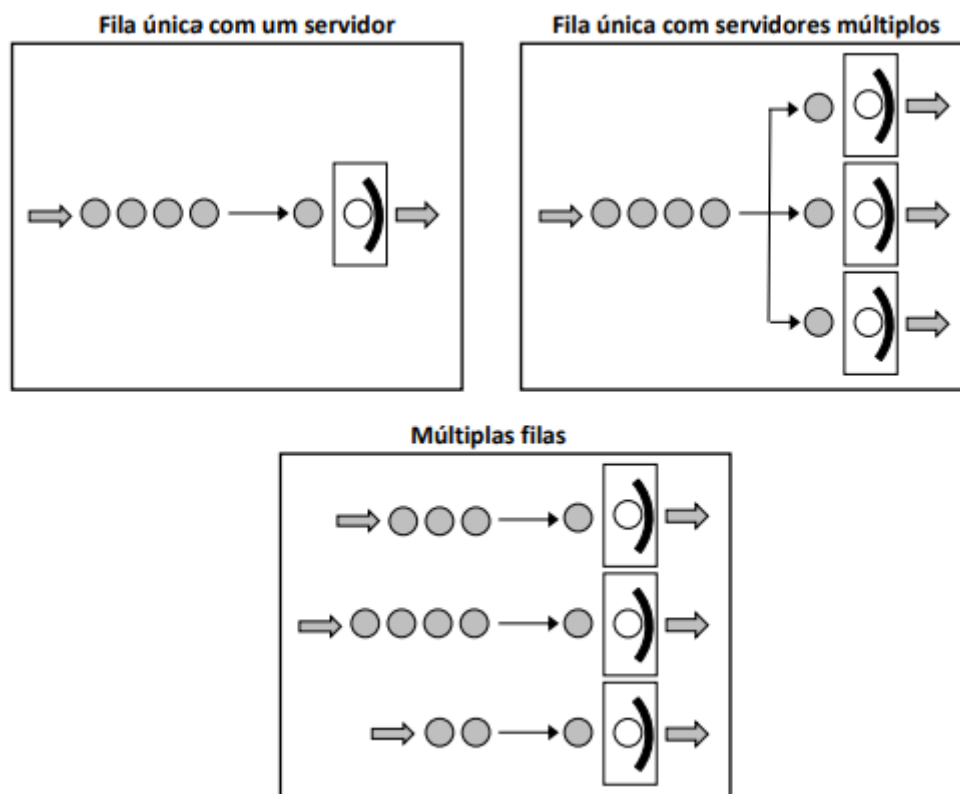 Fila única com um servidor
Fila única com servidores múltiplos
Múltiplas filas